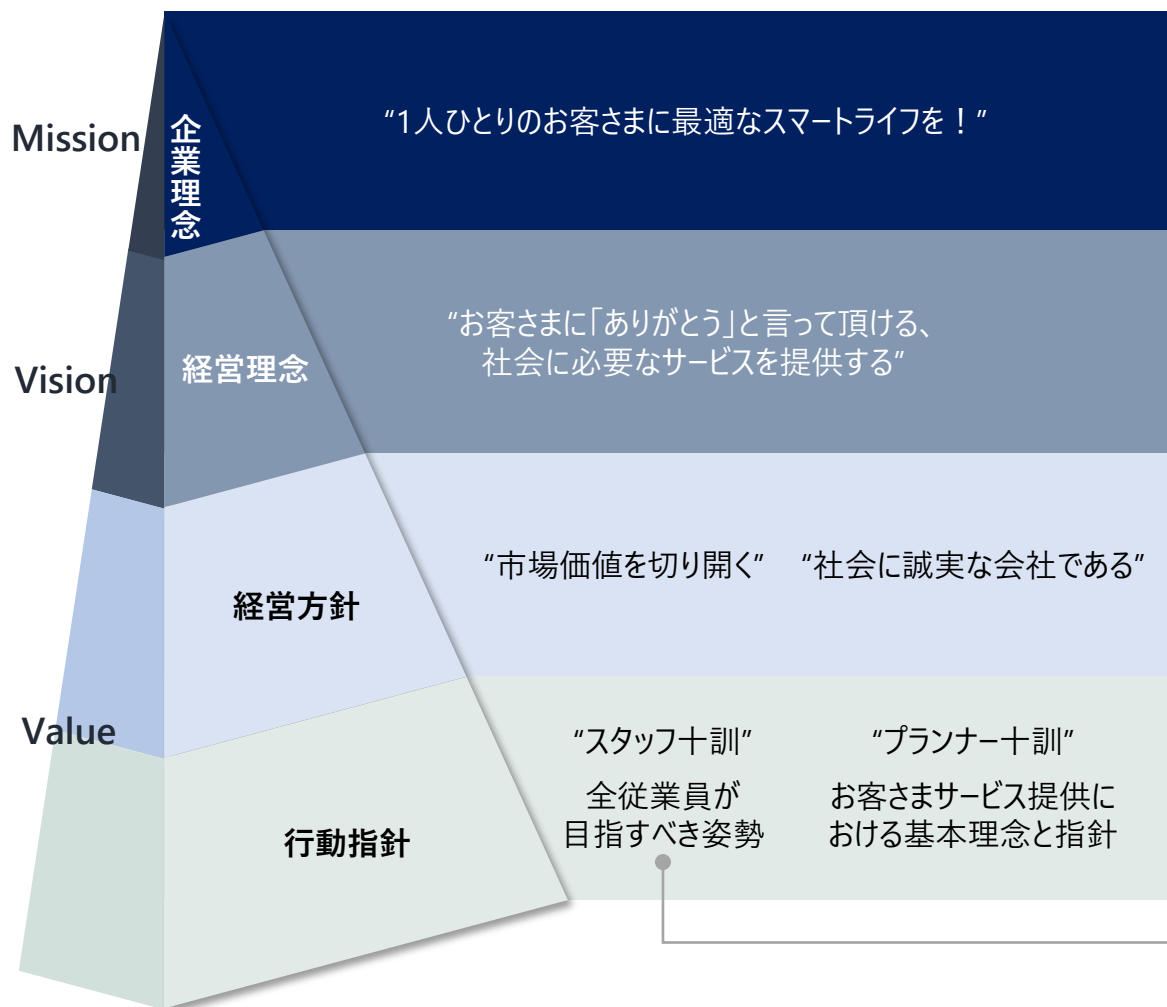 Mission
企業理念
“1人ひとりのお客さまに最適なスマートライフを！”
Vision
経営理念
“お客さまに「ありがとう」と言って頂ける、
社会に必要なサービスを提供する”
経営方針
“市場価値を切り開く” “社会に誠実な会社である”
Value
行動指針
“スタッフ十訓”
全従業員が
目指すべき姿勢
“プランナー十訓”
お客さまサービス提供に
おける基本理念と指針